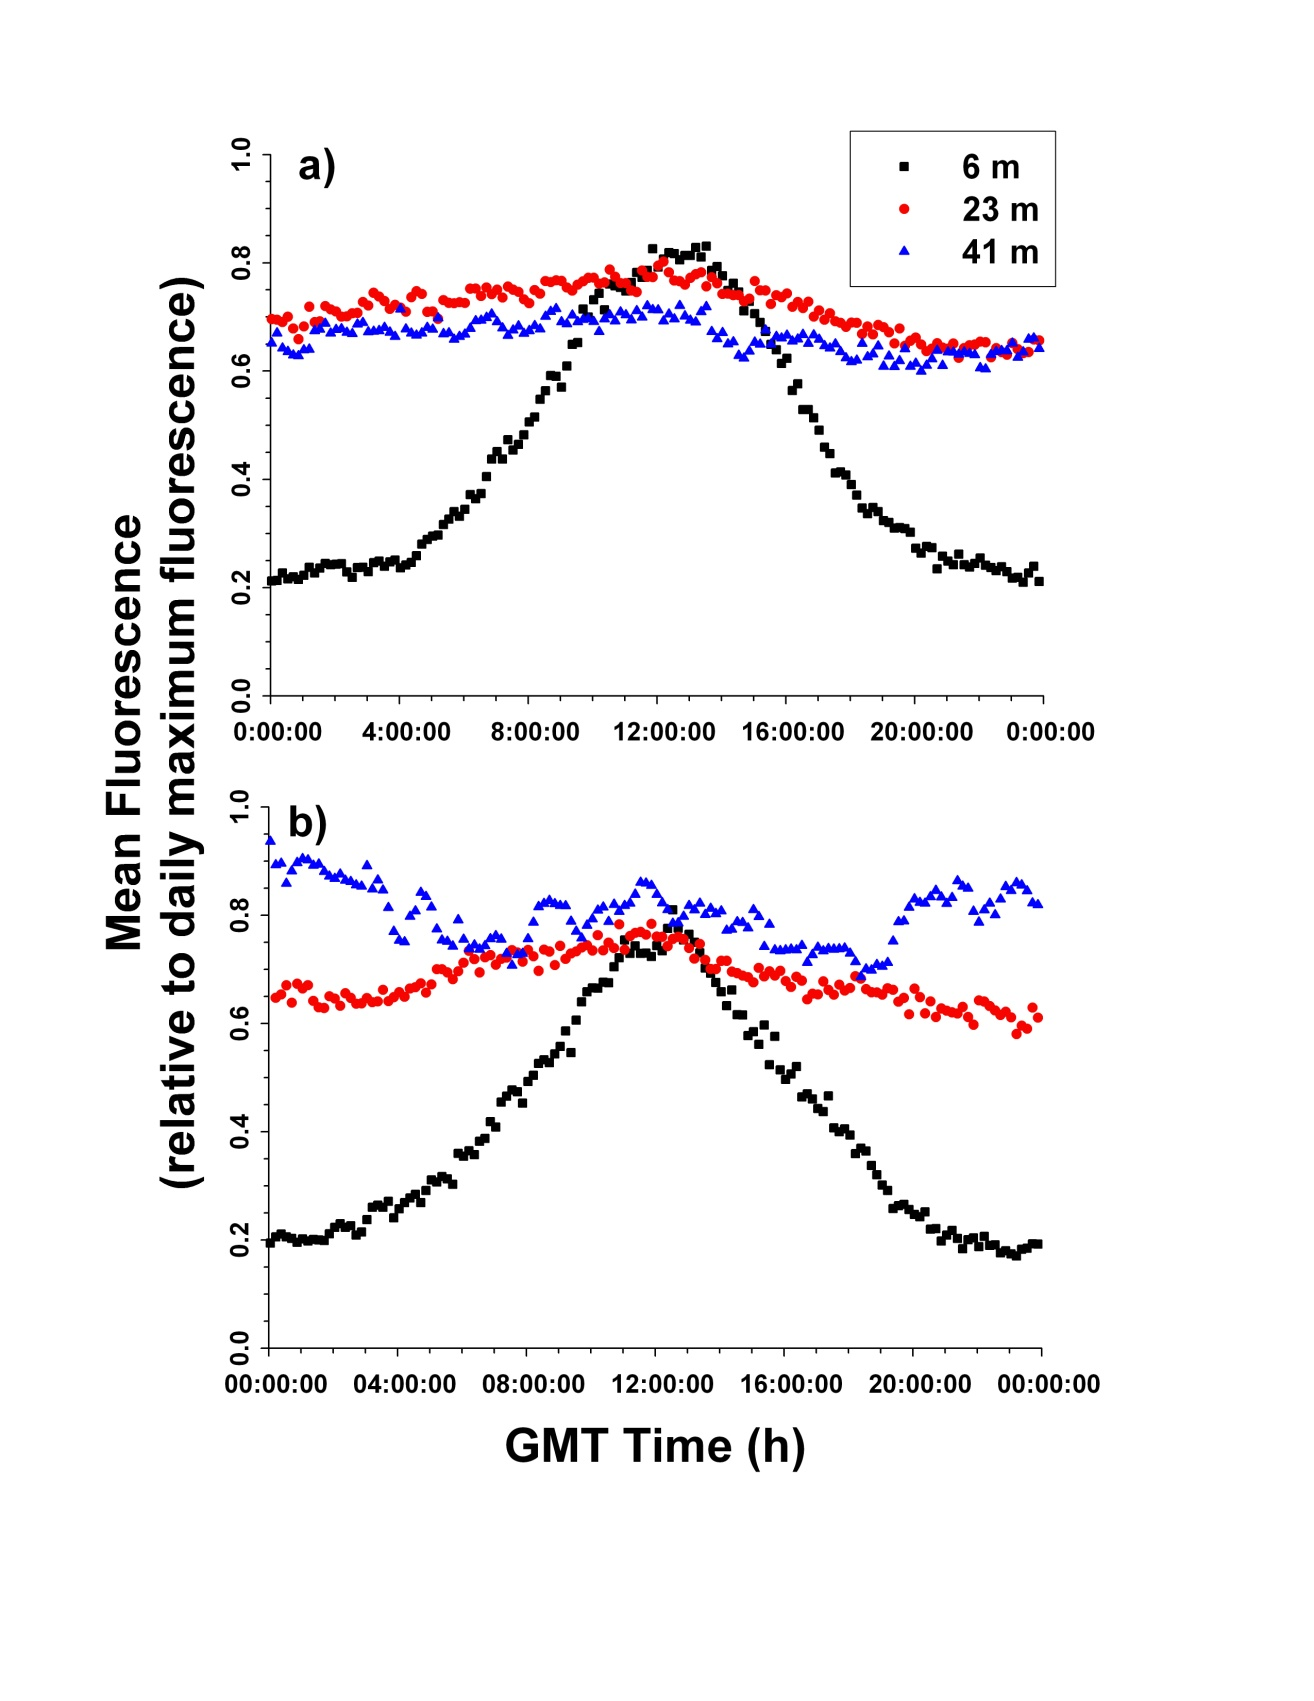 a)
6 m
23 m
41 m
1.0
0.8
0.6
0.4
0.2
0.0
0:00:00 4:00:00 8:00:00 12:00:00 16:00:00 20:00:00 0:00:00
Mean Fluorescence
(relative to daily maximum fluorescence)
b)
1.0
0.8
0.6
0.4
0.2
0.0
00:00:00 04:00:00 08:00:00 12:00:00 16:00:00 20:00:00 00:00:00
GMT Time (h)